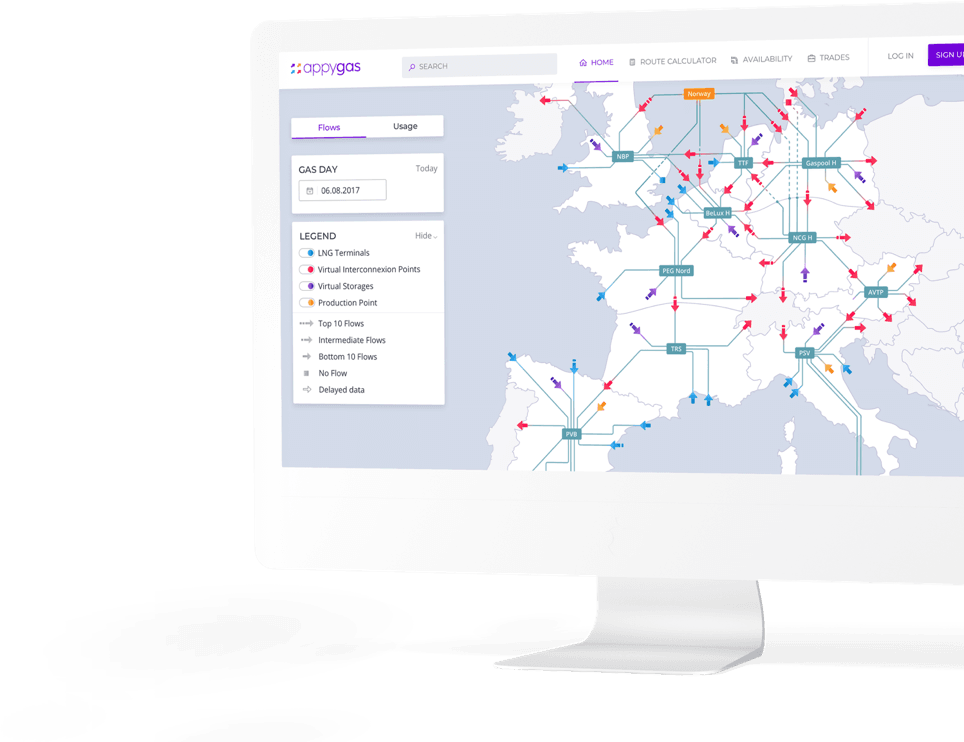 appygas
SEARCH
HOME
ROUTE CALCULATOR
AVAILABILITY
TRADES
LOG IN
SIGN U
Flows
Usage
GAS DAY
Today
06.08.2017
LEGEND
Hide
LNG Terminals
Virtual Interconnexion Points
Virtual Storages
Production Point
Top 10 Flows
Intermediate Flows
Bottom 10 Flows
No Flow
Delayed data
Norway
NBP
TTF
Gaspool H
BeLux H
NCG H
PEG Nord
AVTP
TRS
PSV
PVB